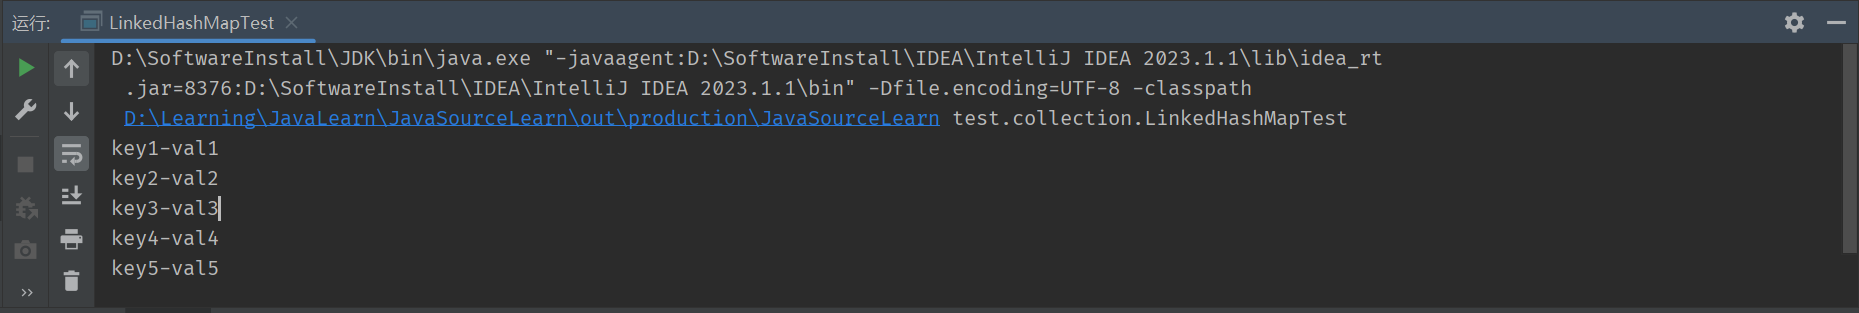 运行: LinkedHashMapTest
D:\SoftwareInstall\JDK\bin\java.exe "-javaagent:D:\SoftwareInstall\IDEA\IntelliJ IDEA 2023.1.1\lib\idea_rt
.jar=8376:D:\SoftwareInstall\IDEA\IntelliJ IDEA 2023.1.1\bin" -Dfile.encoding=UTF-8 -classpath
D:\Learning\JavaLearn\JavaSourceLearn\out\production\JavaSourceLearn test.collection.LinkedHashMapTest
key1-val1
key2-val2
key3-val3
key4-val4
key5-val5